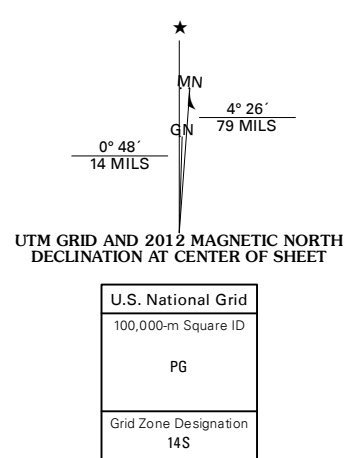 ★
MN
4° 26´
79 MILS
GN
0° 48´
14 MILS
UTM GRID AND 2012 MAGNETIC NORTH
DECLINATION AT CENTER OF SHEET
U.S. National Grid
100,000-m Square ID
PG
Grid Zone Designation
14S